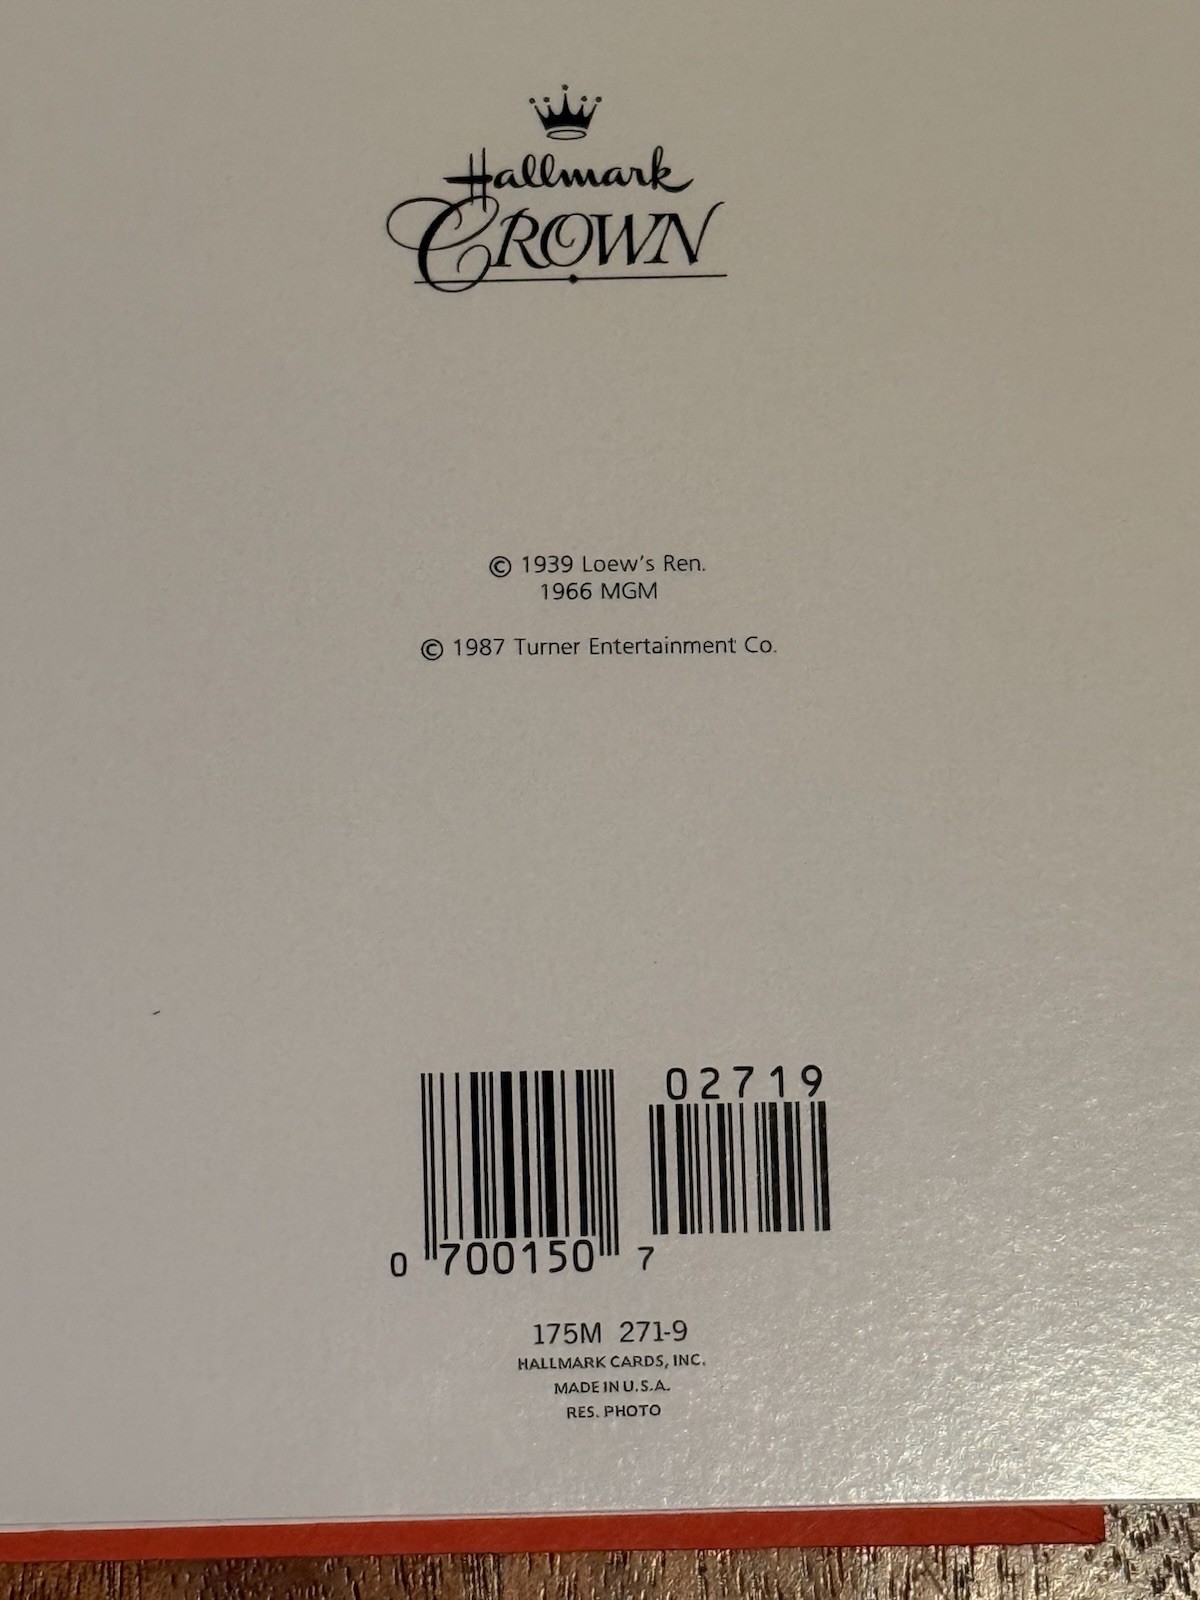 Hallmark
CROWN
© 1939 Loew's Ren.
1966 MGM
© 1987 Turner Entertainment Co.
02719
0 700150 7
175M 271-9
HALLMARK CARDS, INC.
MADE IN U.S.A.
RES. PHOTO